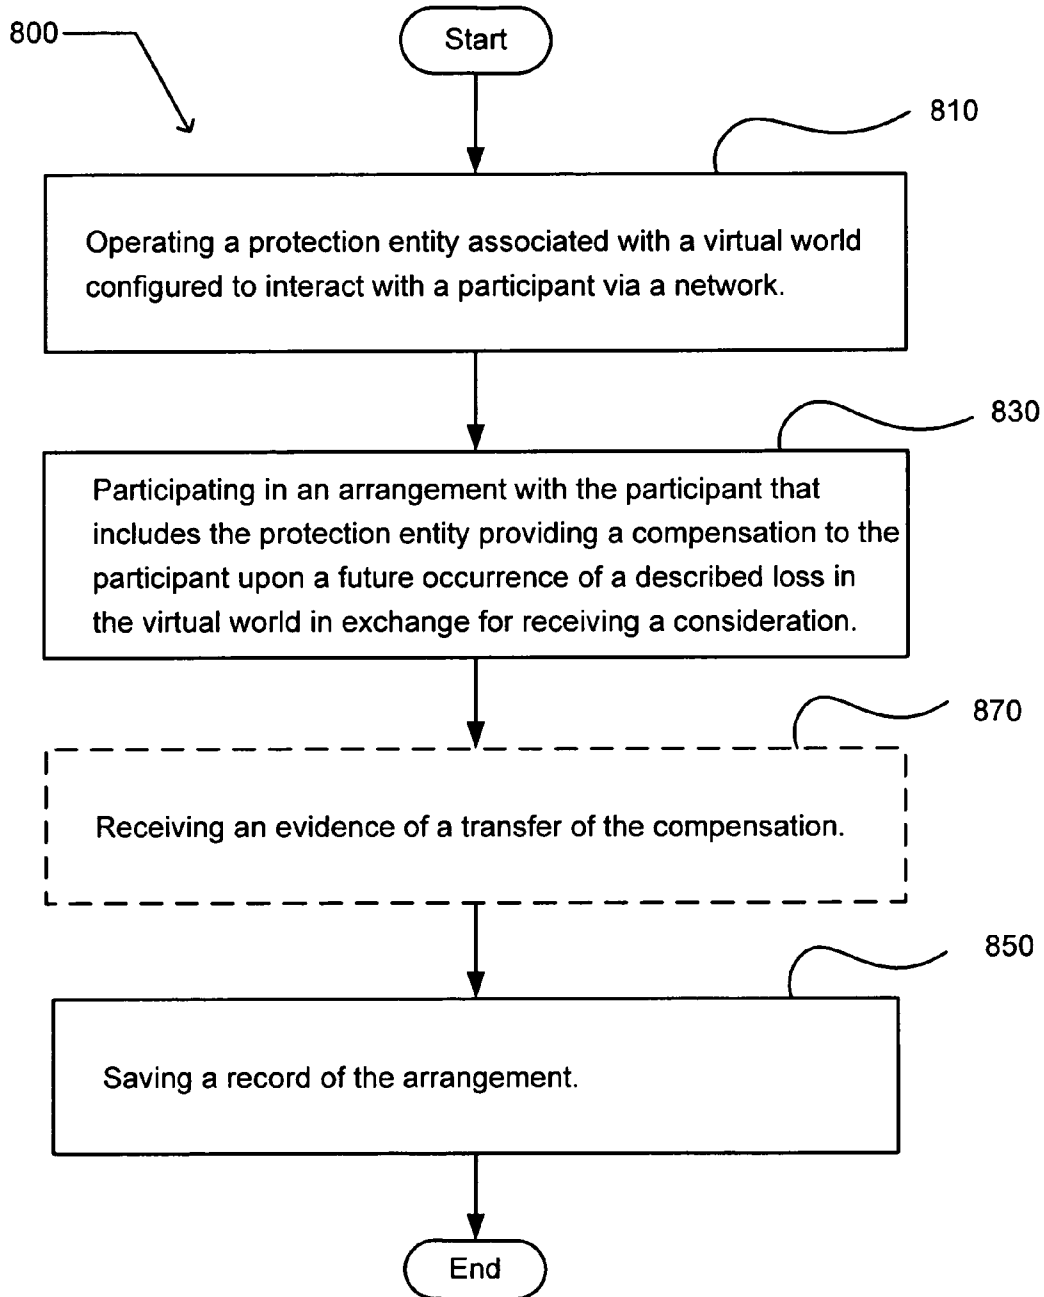 800
Start
810
Operating a protection entity associated with a virtual world
configured to interact with a participant via a network.
830
Participating in an arrangement with the participant that
includes the protection entity providing a compensation to the
participant upon a future occurrence of a described loss in
the virtual world in exchange for receiving a consideration.
870
Receiving an evidence of a transfer of the compensation.
850
Saving a record of the arrangement.
End